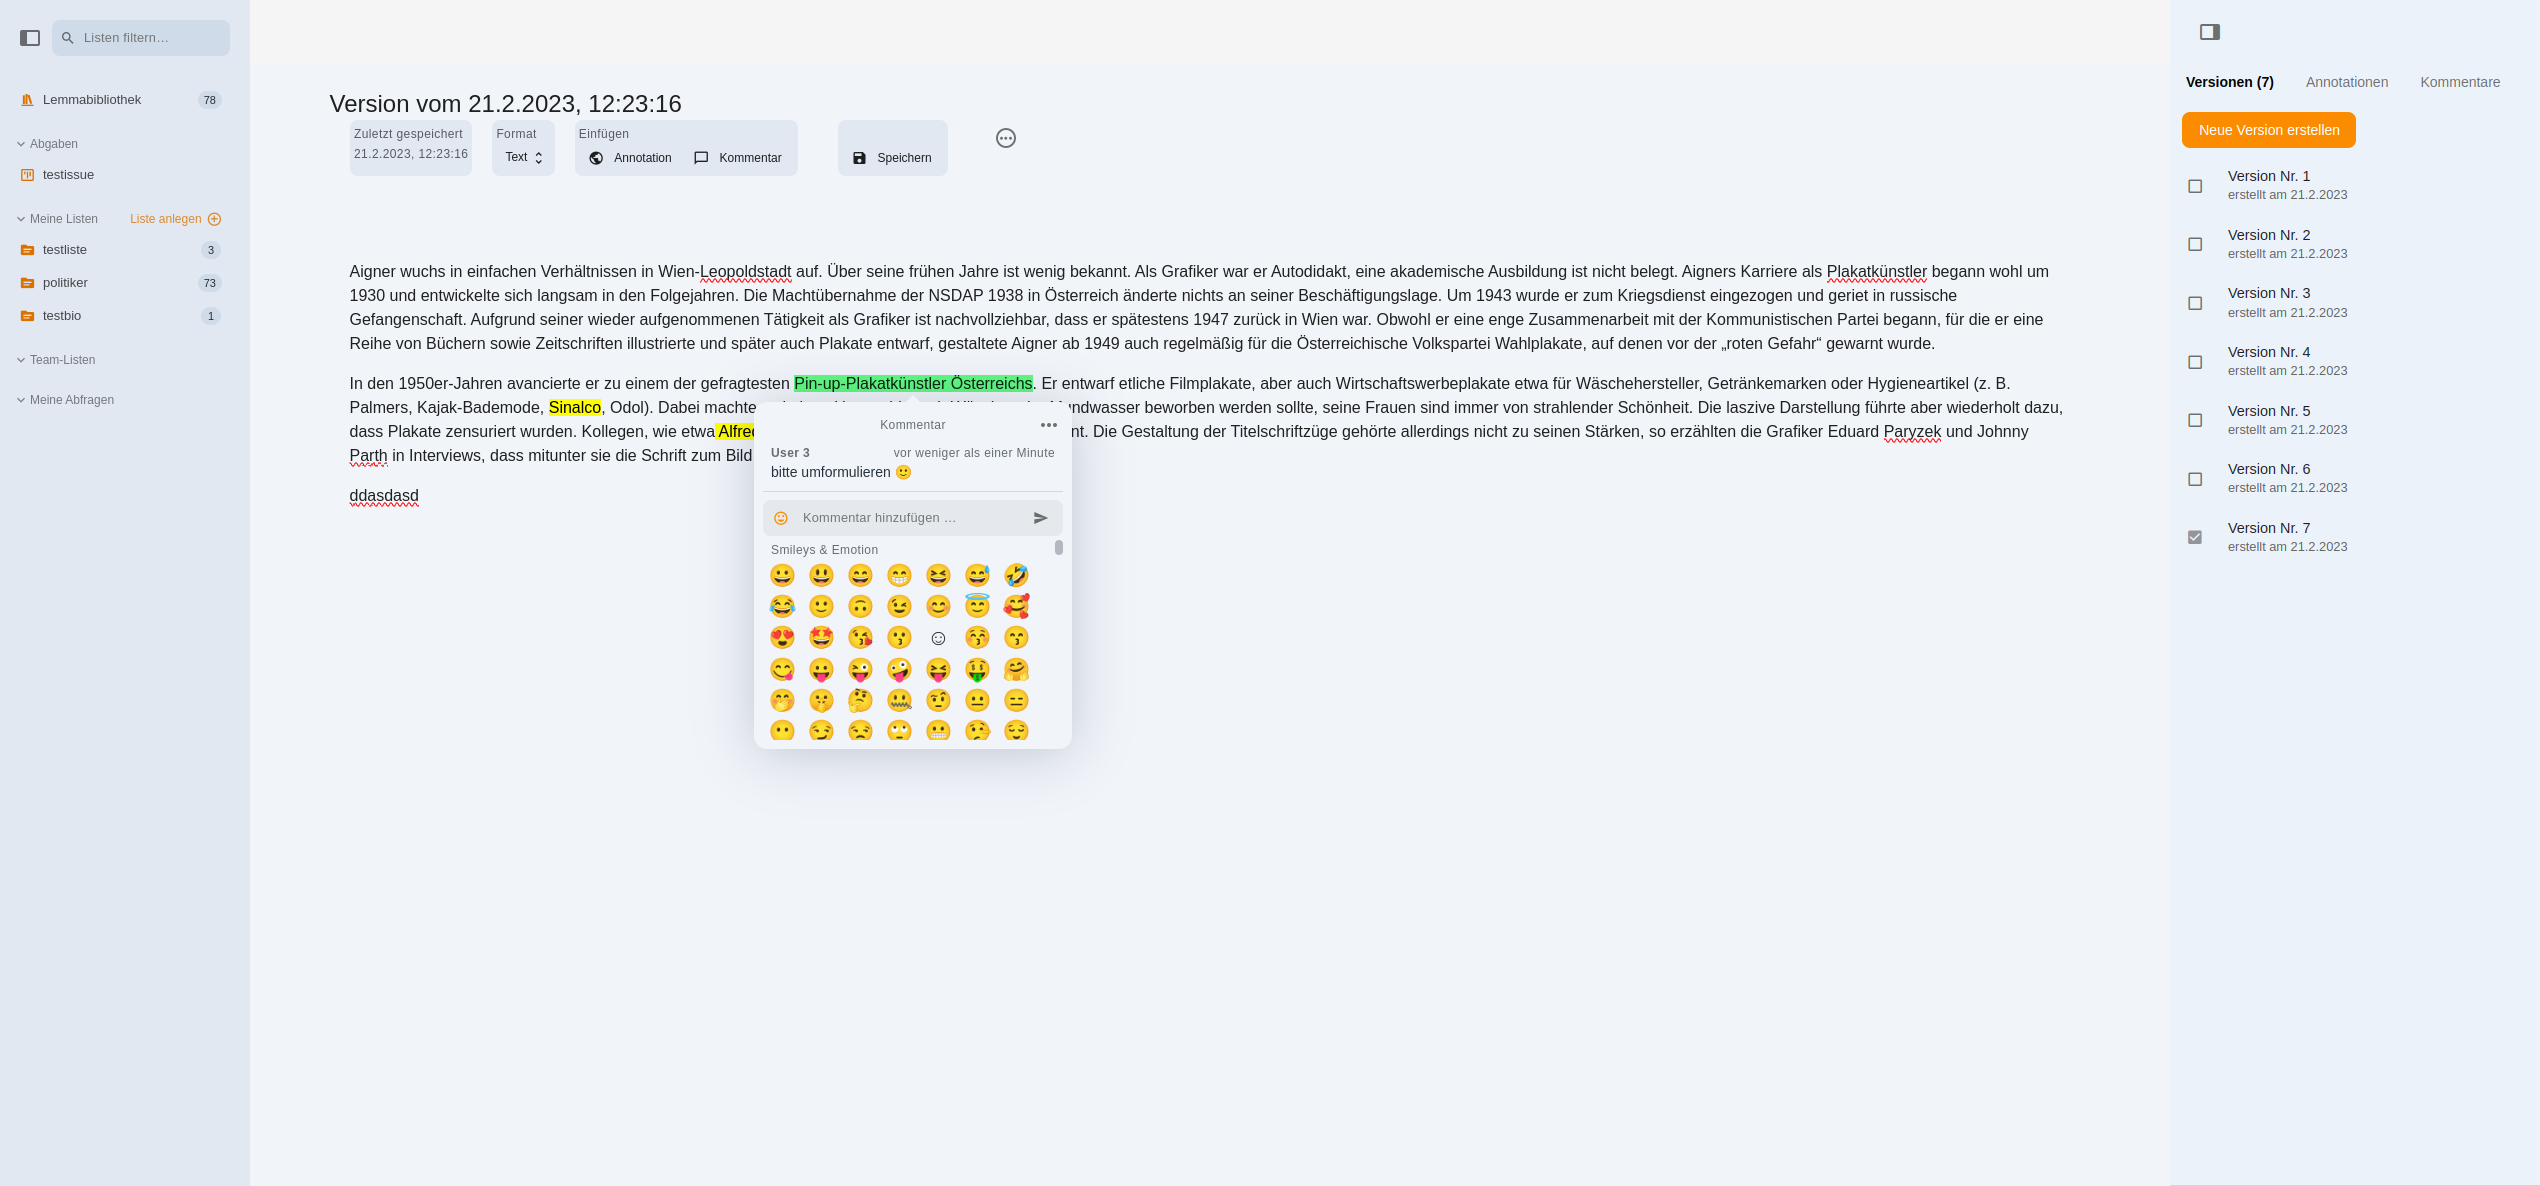 Listen filtern…
Lemmabibliothek 78
Abgaben
testissue
Meine Listen Liste anlegen
testliste 3
politiker 73
testbio 1
Team-Listen
Meine Abfragen
Version vom 21.2.2023, 12:23:16
Zuletzt gespeichert
21.2.2023, 12:23:16
Format
Text
Einfügen
Annotation Kommentar
Speichern
Aigner wuchs in einfachen Verhältnissen in Wien-Leopoldstadt auf. Über seine frühen Jahre ist wenig bekannt. Als Grafiker war er Autodidakt, eine akademische Ausbildung ist nicht belegt. Aigners Karriere als Plakatkünstler begann wohl um
1930 und entwickelte sich langsam in den Folgejahren. Die Machtübernahme der NSDAP 1938 in Österreich änderte nichts an seiner Beschäftigungslage. Um 1943 wurde er zum Kriegsdienst eingezogen und geriet in russische
Gefangenschaft. Aufgrund seiner wieder aufgenommenen Tätigkeit als Grafiker ist nachvollziehbar, dass er spätestens 1947 zurück in Wien war. Obwohl er eine enge Zusammenarbeit mit der Kommunistischen Partei begann, für die er eine
Reihe von Büchern sowie Zeitschriften illustrierte und später auch Plakate entwarf, gestaltete Aigner ab 1949 auch regelmäßig für die Österreichische Volkspartei Wahlplakate, auf denen vor der „roten Gefahr“ gewarnt wurde.
In den 1950er-Jahren avancierte er zu einem der gefragtesten Pin-up-Plakatkünstler Österreichs. Er entwarf etliche Filmplakate, aber auch Wirtschaftswerbeplakate etwa für Wäschehersteller, Getränkemarken oder Hygieneartikel (z. B.
Palmers, Kajak-Bademode, Sinalco, Odol). Dabei machte Mundwasser beworben werden sollte, seine Frauen sind immer von strahlender Schönheit. Die laszive Darstellung führte aber wiederholt dazu,
dass Plakate zensuriert wurden. Kollegen, wie etwa Alfred nt. Die Gestaltung der Titelschriftzüge gehörte allerdings nicht zu seinen Stärken, so erzählten die Grafiker Eduard Paryzek und Johnny
Parth in Interviews, dass mitunter sie die Schrift zum Bild
ddasdasd
Kommentar
User 3 vor weniger als einer Minute
bitte umformulieren 🙂
Kommentar hinzufügen …
Smileys & Emotion
Versionen (7) Annotationen Kommentare
Neue Version erstellen
Version Nr. 1
erstellt am 21.2.2023
Version Nr. 2
erstellt am 21.2.2023
Version Nr. 3
erstellt am 21.2.2023
Version Nr. 4
erstellt am 21.2.2023
Version Nr. 5
erstellt am 21.2.2023
Version Nr. 6
erstellt am 21.2.2023
Version Nr. 7
erstellt am 21.2.2023